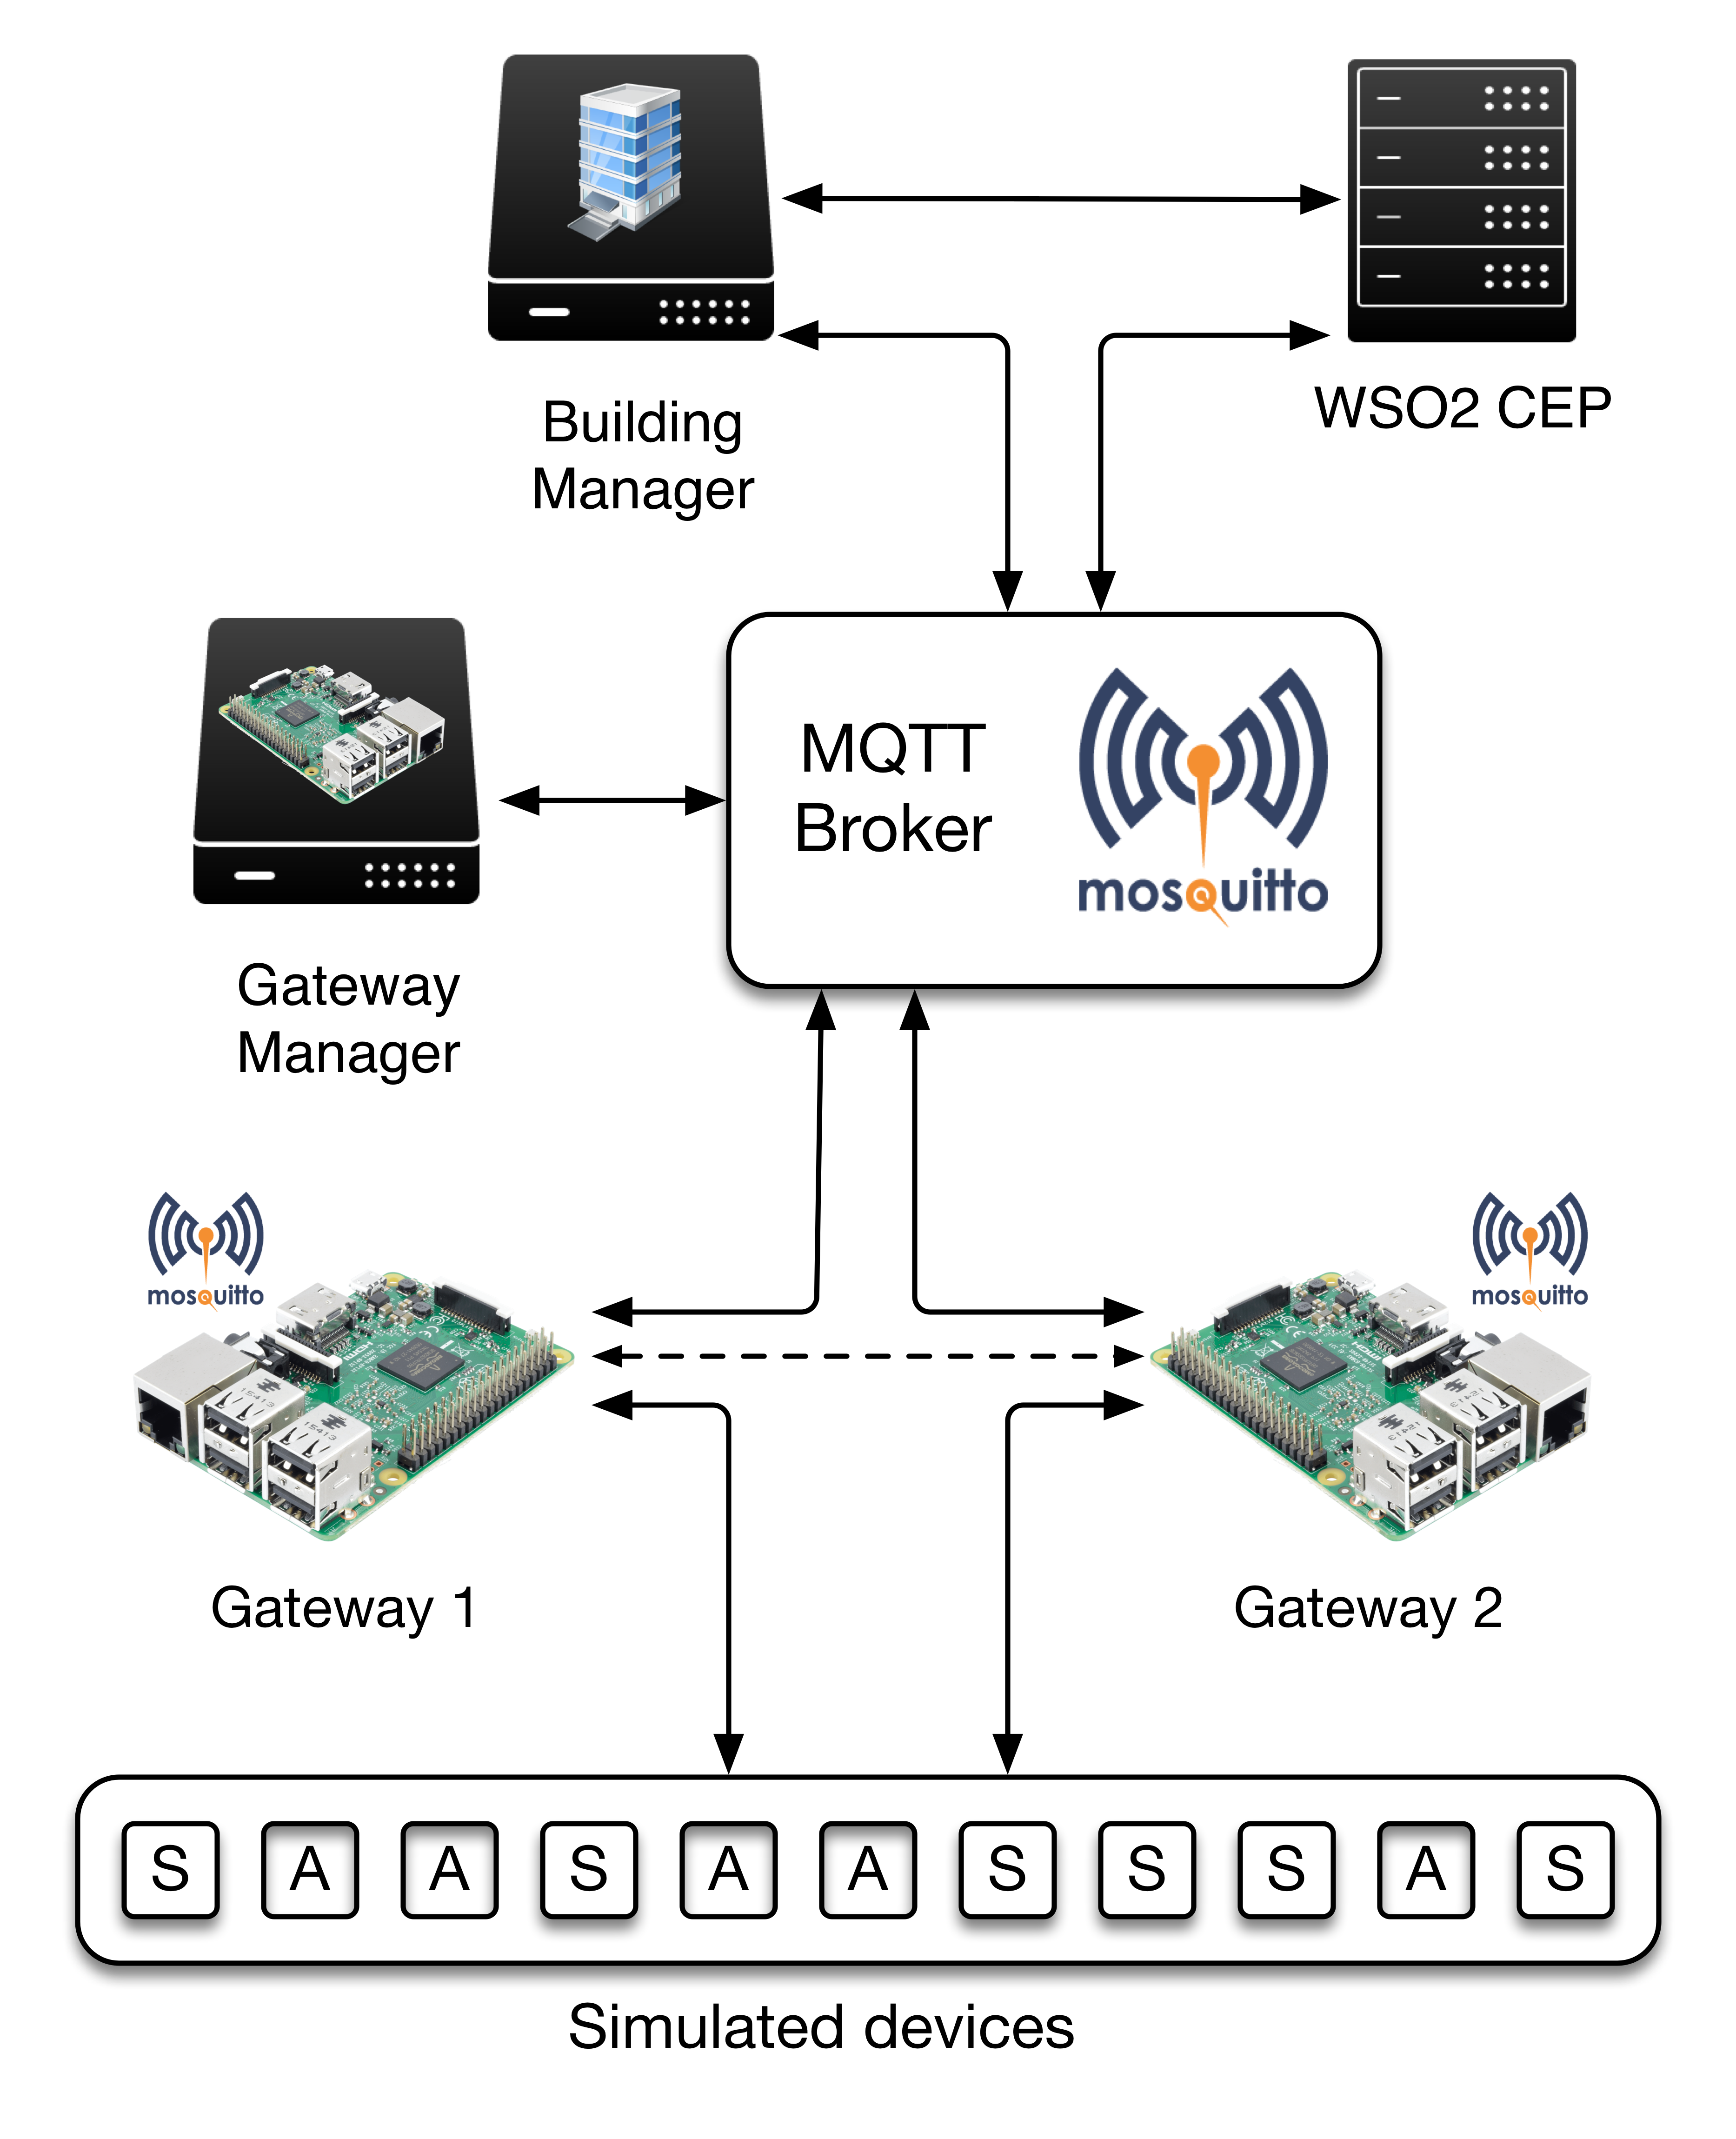 Building
Manager
WSO2 CEP
MQTT
Broker
mosquitto
Gateway
Manager
mosquitto
mosquitto
Gateway 1
Gateway 2
S A A S A A S S S A S
Simulated devices